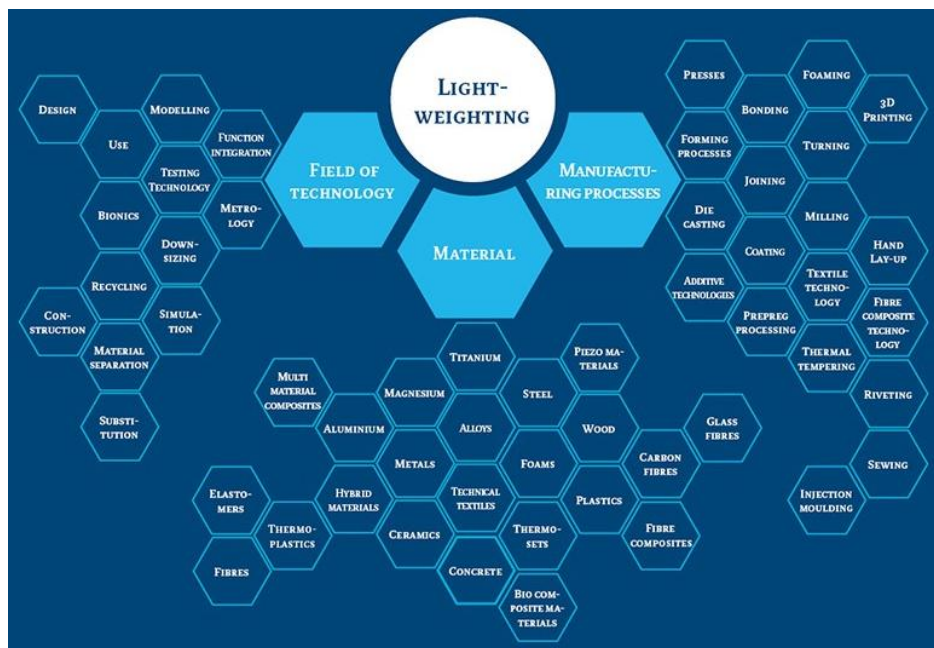 LIGHT-
WEIGHTING
FIELD OF
TECHNOLOGY
MATERIAL
MANUFACTU-
RING PROCESSES
DESIGN
MODELLING
USE
FUNCTION
INTEGRATION
TESTING
TECHNOLOGY
BIONICS
METRO-
LOGY
DOWN-
SIZING
RECYCLING
CON-
STRUCTION
SIMULA-
TION
MATERIAL
SEPARATION
SUBSTI-
TUTION
TITANIUM
PIEZO MA-
TERIALS
MULTI
MATERIAL
COMPOSITES
MAGNESIUM
STEEL
ALUMINIUM
ALLOYS
WOOD
GLASS
FIBRES
METALS
FOAMS
CARBON
FIBRES
ELASTO-
MERS
HYBRID
MATERIALS
TECHNICAL
TEXTILES
PLASTICS
THERMO-
PLASTICS
CERAMICS
THERMO-
SETS
FIBRE
COMPOSITES
FIBRES
CONCRETE
BIO COM-
POSITE MA-
TERIALS
PRESSES
FOAMING
BONDING
3D
PRINTING
FORMING
PROCESSES
TURNING
JOINING
DIE
CASTING
MILLING
COATING
HAND
LAY-UP
ADDITIVE
TECHNOLOGIES
TEXTILE
TECHNO-
LOGY
PREPREG
PROCESSING
FIBRE
COMPOSITE
TECHNO-
LOGY
THERMAL
TEMPERING
RIVETING
SEWING
INJECTION
MOULDING